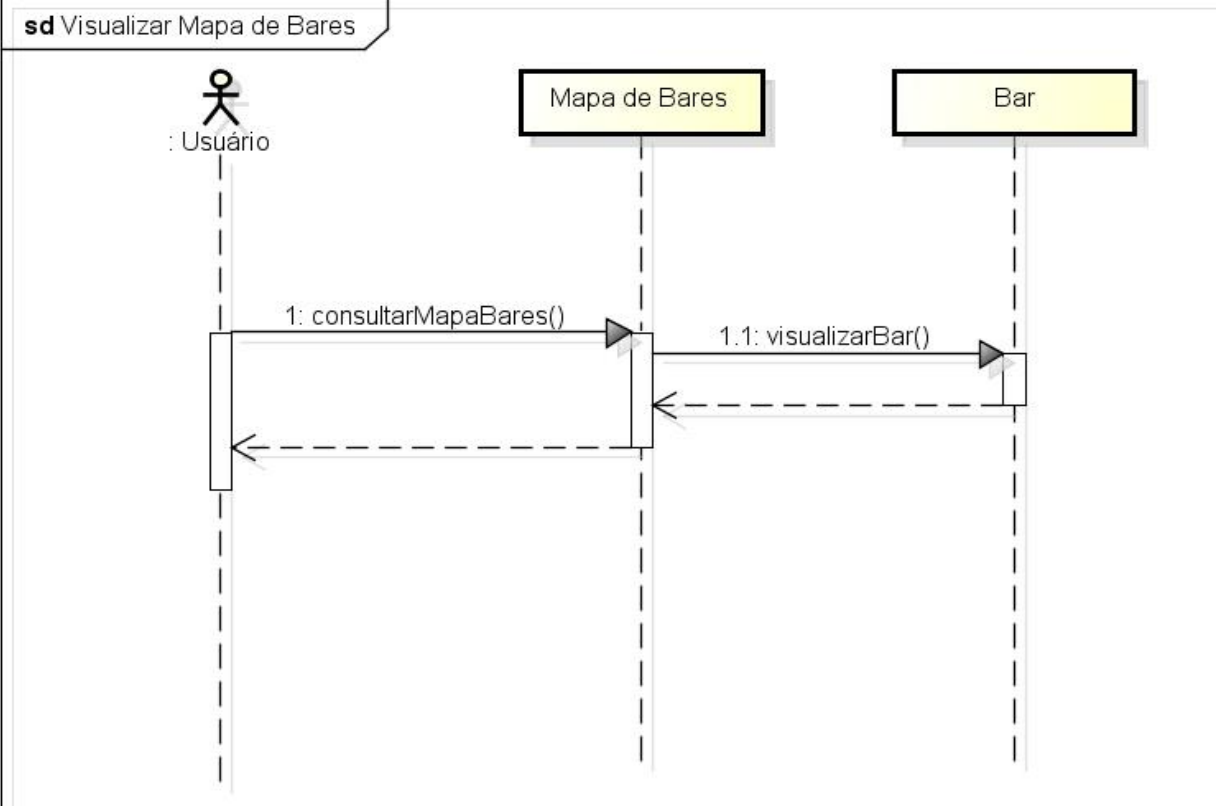 sd Visualizar Mapa de Bares
: Usuário
Mapa de Bares
Bar
1: consultarMapaBares()
1.1: visualizarBar()